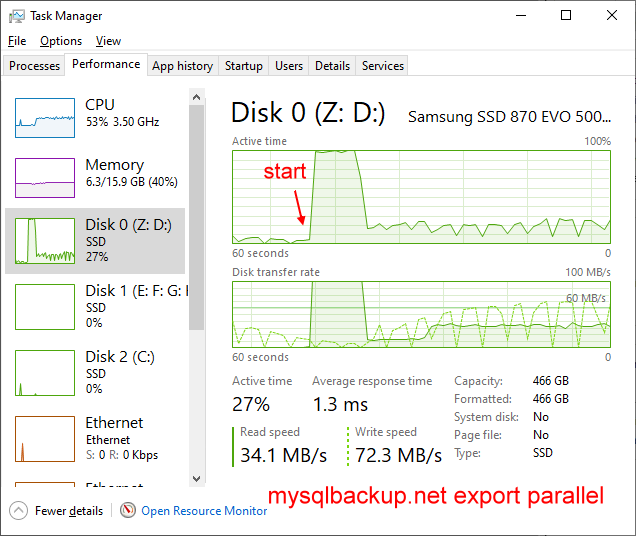 Task Manager
File Options View
Processes Performance App history Startup Users Details Services
CPU
53% 3.50 GHz
Memory
6.3/15.9 GB (40%)
Disk 0 (Z: D:)
SSD
27%
Disk 1 (E: F: G: H
SSD
0%
Disk 2 (C:)
SSD
0%
Ethernet
Ethernet
S: 0 R: 0 Kbps
Disk 0 (Z: D:) Samsung SSD 870 EVO 500...
Active time 100%
start
60 seconds 0
Disk transfer rate 100 MB/s
60 MB/s
60 seconds 0
Active time
27%
Average response time
1.3 ms
Read speed
34.1 MB/s
Write speed
72.3 MB/s
Capacity: 466 GB
Formatted: 466 GB
System disk: No
Page file: No
Type: SSD
mysqlbackup.net export parallel
Fewer details Open Resource Monitor